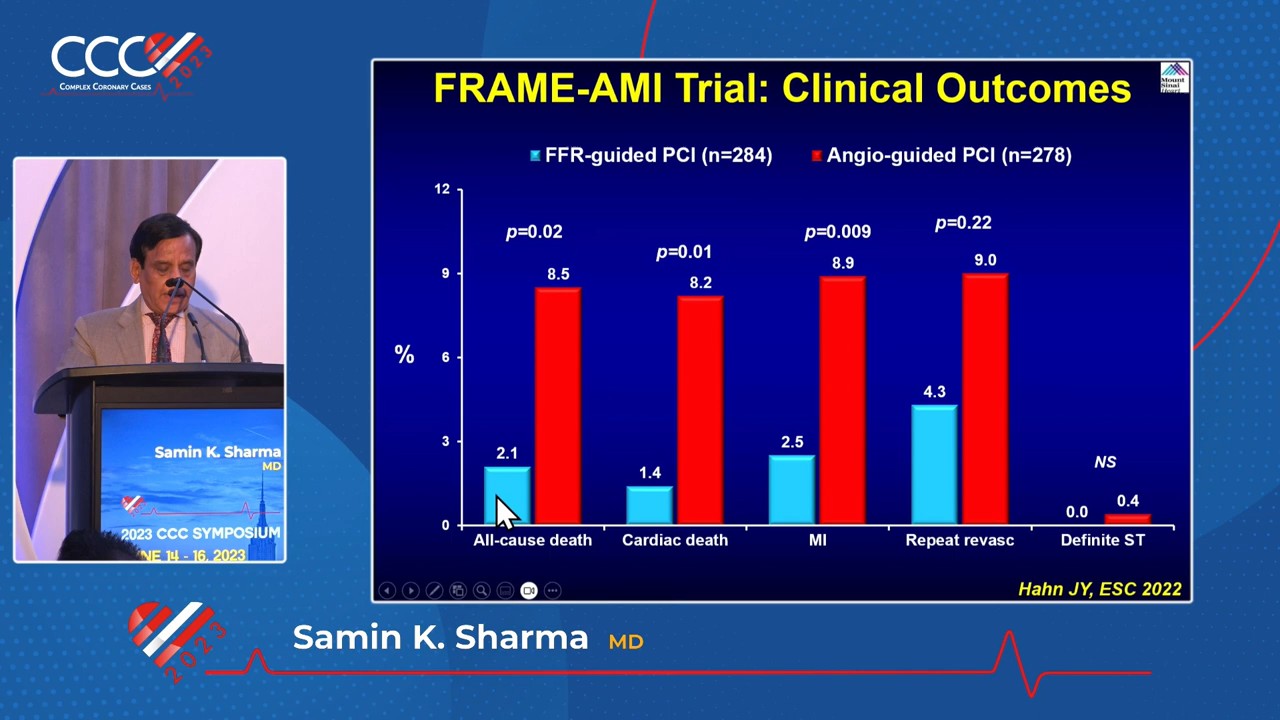 CCC 2023
COMPLEX CORONARY CASES
FRAME-AMI Trial: Clinical Outcomes
Mount
Sinai
Heart
FFR-guided PCI (n=284) Angio-guided PCI (n=278)
%
12
9
6
3
0
p=0.02
2.1
8.5
p=0.01
1.4
8.2
p=0.009
2.5
8.9
p=0.22
4.3
9.0
NS
0.0
0.4
All-cause death Cardiac death MI Repeat revasc Definite ST
Hahn JY, ESC 2022
Samin K. Sharma
MD
2023 CCC SYMPOSIUM
NE 14 - 16, 2023
2023
Samin K. Sharma MD